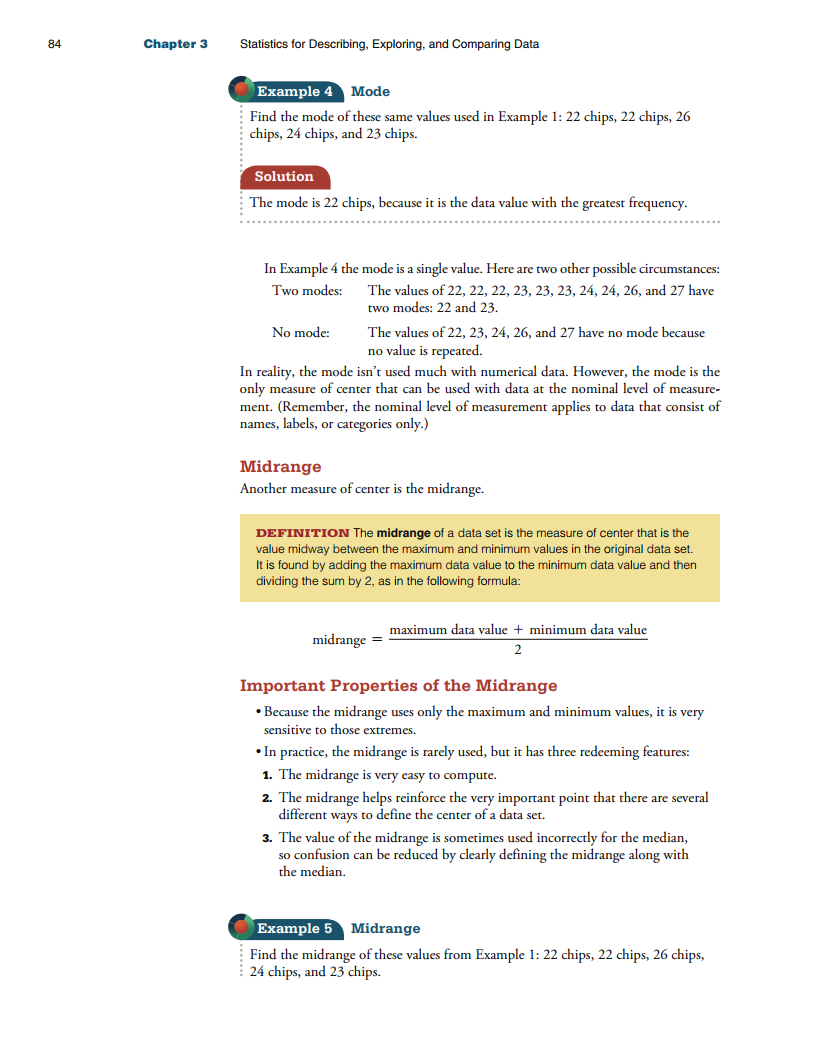 84 Chapter 3 Statistics for Describing, Exploring, and Comparing Data
Example 4 Mode
Find the mode of these same values used in Example 1: 22 chips, 22 chips, 26
chips, 24 chips, and 23 chips.
Solution
The mode is 22 chips, because it is the data value with the greatest frequency.
In Example 4 the mode is a single value. Here are two other possible circumstances:
Two modes: The values of 22, 22, 22, 23, 23, 23, 24, 24, 26, and 27 have
two modes: 22 and 23.
No mode: The values of 22, 23, 24, 26, and 27 have no mode because
no value is repeated.
In reality, the mode isn't used much with numerical data. However, the mode is the
only measure of center that can be used with data at the nominal level of measure-
ment. (Remember, the nominal level of measurement applies to data that consist of
names, labels, or categories only.)
Midrange
Another measure of center is the midrange.
DEFINITION The midrange of a data set is the measure of center that is the
value midway between the maximum and minimum values in the original data set.
It is found by adding the maximum data value to the minimum data value and then
dividing the sum by 2, as in the following formula:
midrange = maximum data value + minimum data value
2
Important Properties of the Midrange
• Because the midrange uses only the maximum and minimum values, it is very
sensitive to those extremes.
• In practice, the midrange is rarely used, but it has three redeeming features:
1. The midrange is very easy to compute.
2. The midrange helps reinforce the very important point that there are several
different ways to define the center of a data set.
3. The value of the midrange is sometimes used incorrectly for the median,
so confusion can be reduced by clearly defining the midrange along with
the median.
Example 5 Midrange
Find the midrange of these values from Example 1: 22 chips, 22 chips, 26 chips,
24 chips, and 23 chips.